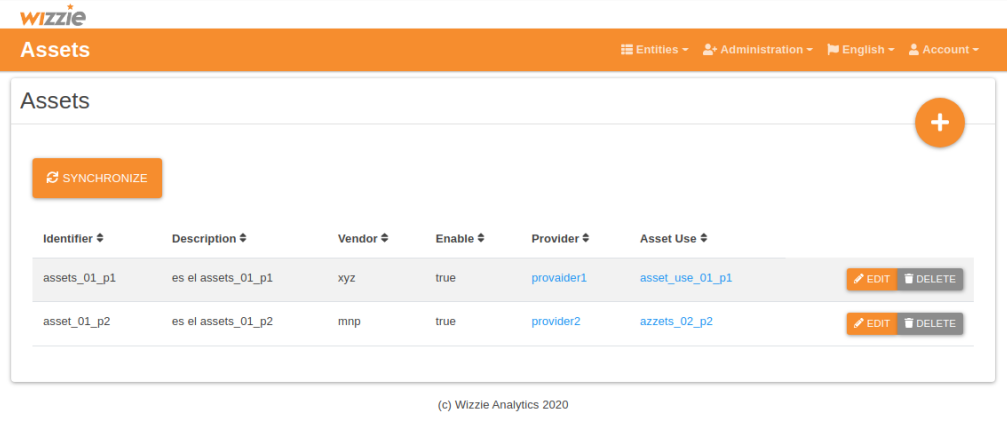 wizzie
Assets
Entities Administration English Account
Assets
SYNCHRONIZE
Identifier Description Vendor Enable Provider Asset Use
assets_01_p1 es el assets_01_p1 xyz true provaider1 asset_use_01_p1 EDIT DELETE
asset_01_p2 es el assets_01_p2 mnp true provider2 azzets_02_p2 EDIT DELETE
(c) Wizzie Analytics 2020